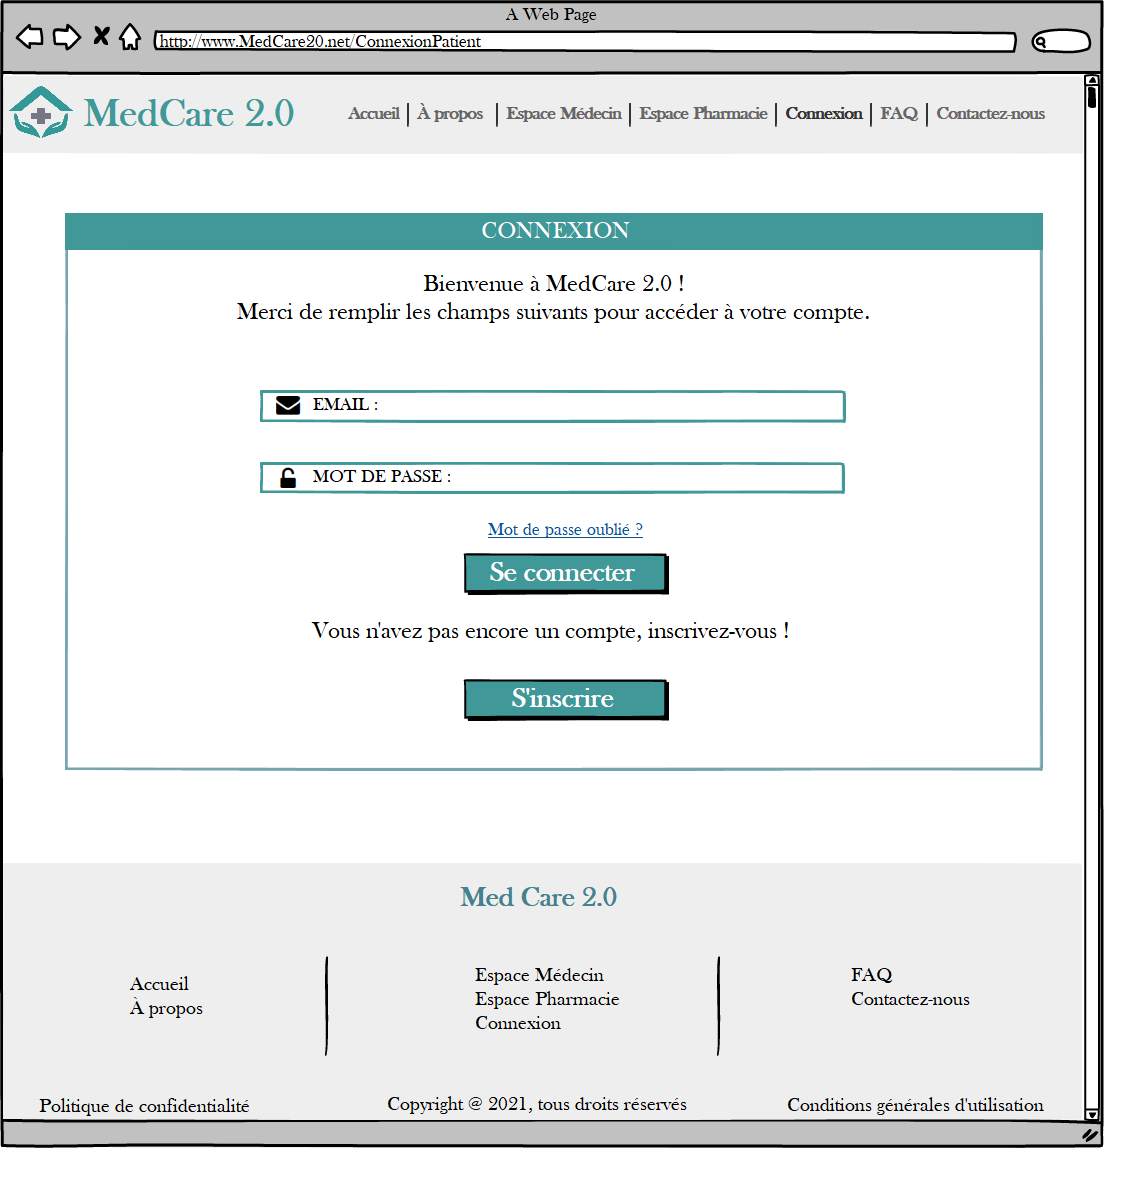 A Web Page
http://www.MedCare20.net/ConnexionPatient
MedCare 2.0
Accueil | À propos | Espace Médecin | Espace Pharmacie | Connexion | FAQ | Contactez-nous
CONNEXION
Bienvenue à MedCare 2.0 !
Merci de remplir les champs suivants pour accéder à votre compte.
EMAIL :
MOT DE PASSE :
Mot de passe oublié ?
Se connecter
Vous n'avez pas encore un compte, inscrivez-vous !
S'inscrire
Med Care 2.0
Accueil
À propos
Espace Médecin
Espace Pharmacie
Connexion
FAQ
Contactez-nous
Politique de confidentialité
Copyright @ 2021, tous droits réservés
Conditions générales d'utilisation